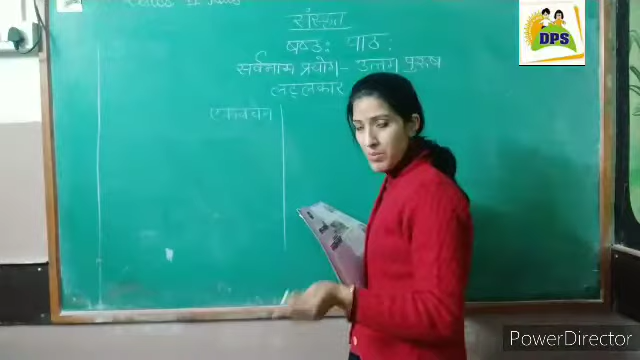 संस्कृत
षष्ठः पाठः
सर्वनाम प्रयोग - उत्तम पुरुष
लट्लकार
एकवचन
DPS
PowerDirector